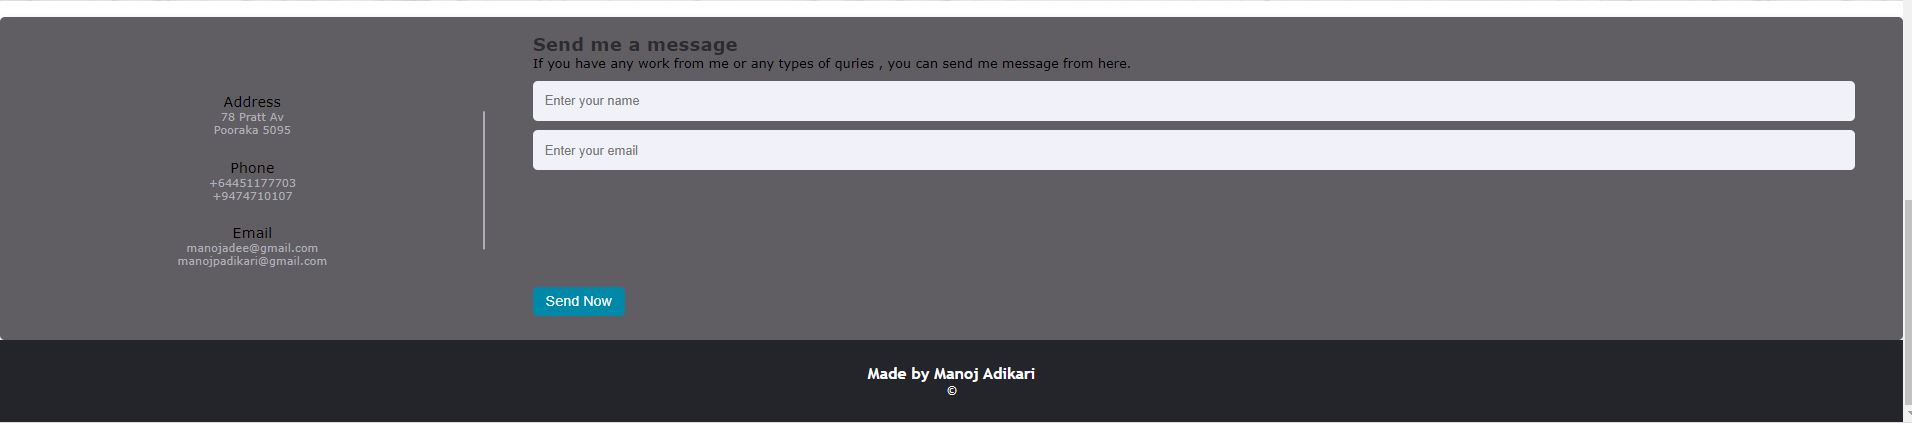 Address
78 Pratt Av
Pooraka 5095
Phone
+64451177703
+9474710107
Email
manojadee@gmail.com
manojpadikari@gmail.com
Send me a message
If you have any work from me or any types of quries , you can send me message from here.
Enter your name
Enter your email
Send Now
Made by Manoj Adikari
©